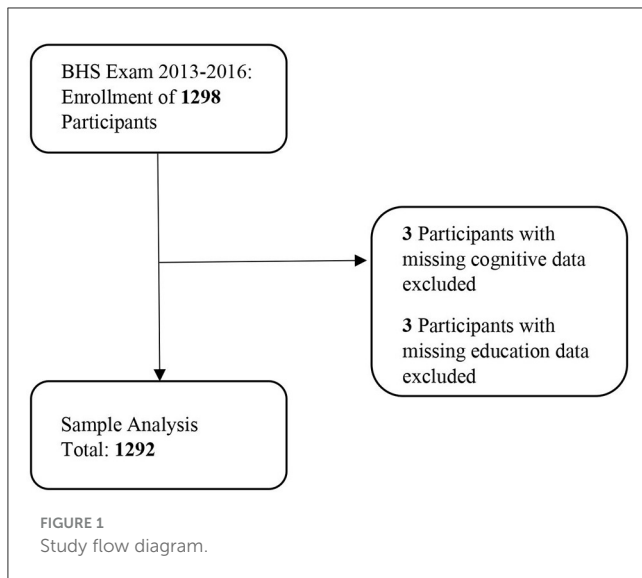 BHS Exam 2013-2016:
Enrollment of 1298
Participants
3 Participants with
missing cognitive data
excluded
3 Participants with
missing education data
excluded
Sample Analysis
Total: 1292
FIGURE 1
Study flow diagram.